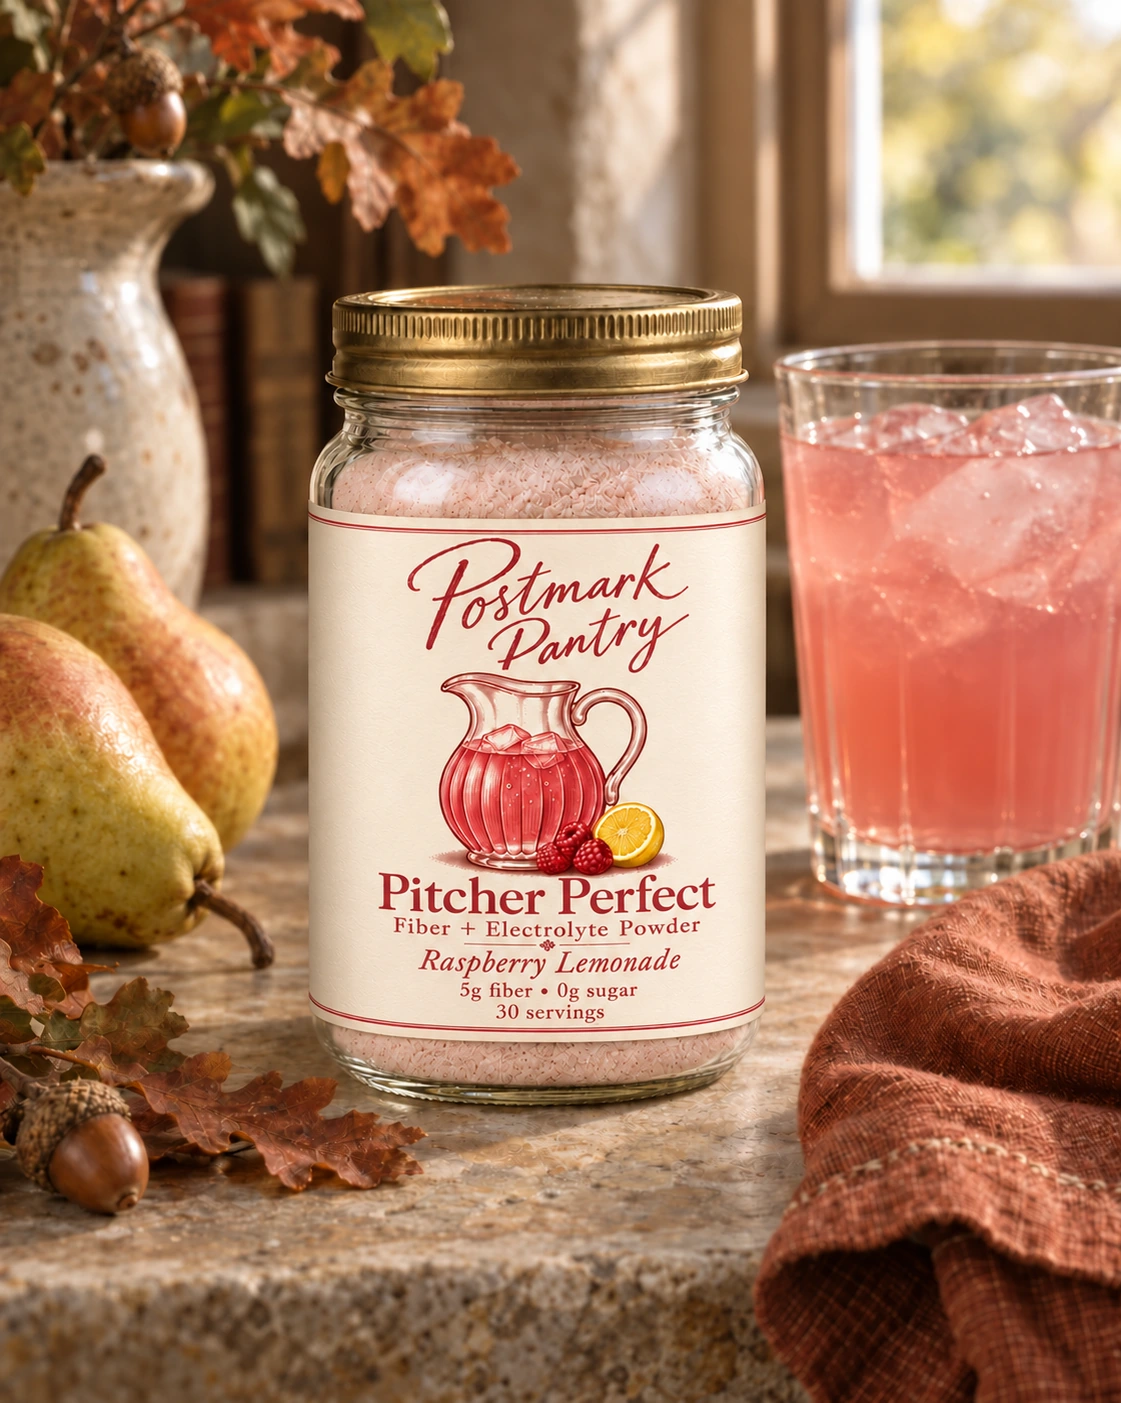 Postmark
Pantry
Pitcher Perfect
Fiber + Electrolyte Powder
Raspberry Lemonade
5g fiber • 0g sugar
30 servings